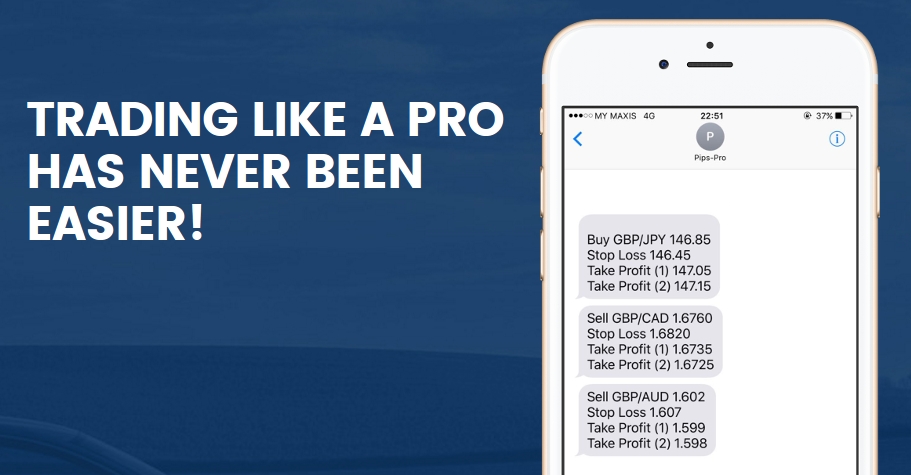 TRADING LIKE A PRO
HAS NEVER BEEN
EASIER!
MY MAXIS 4G 22:51 37%
P
Pips-Pro
Buy GBP/JPY 146.85
Stop Loss 146.45
Take Profit (1) 147.05
Take Profit (2) 147.15
Sell GBP/CAD 1.6760
Stop Loss 1.6820
Take Profit (1) 1.6735
Take Profit (2) 1.6725
Sell GBP/AUD 1.602
Stop Loss 1.607
Take Profit (1) 1.599
Take Profit (2) 1.598